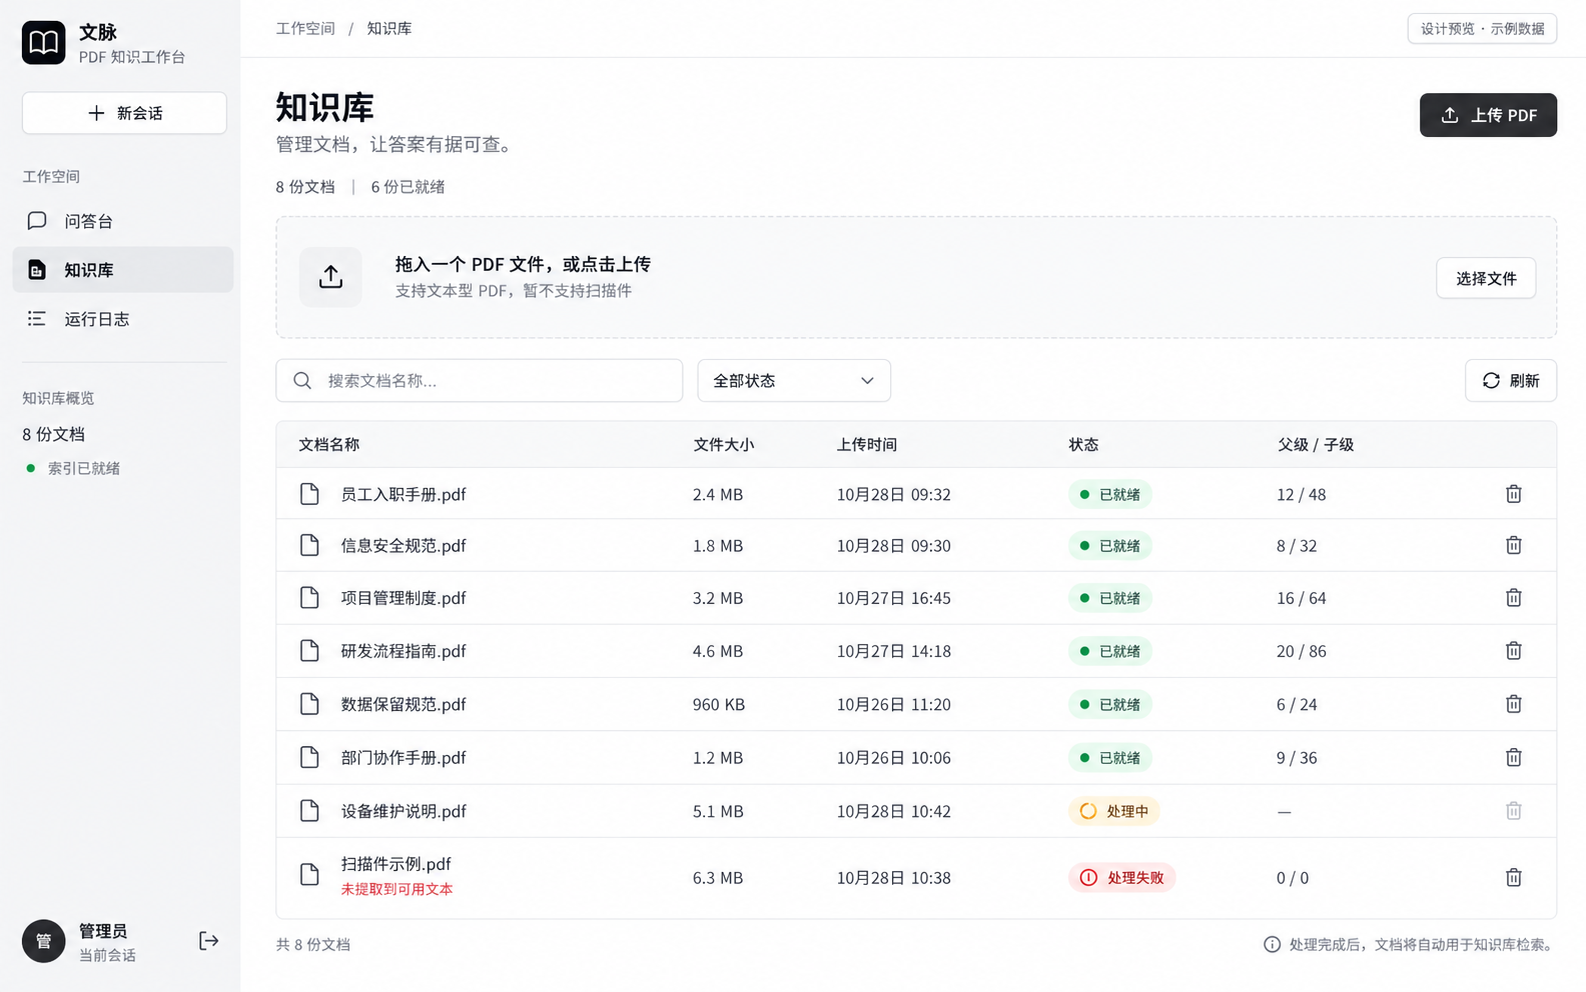 文脉
PDF 知识工作台
新会话
工作空间
问答台
知识库
运行日志
知识库概览
8 份文档
索引已就绪
管
管理员
当前会话
工作空间 / 知识库
设计预览 · 示例数据
知识库
管理文档，让答案有据可查。
上传 PDF
8 份文档 | 6 份已就绪
拖入一个 PDF 文件，或点击上传
支持文本型 PDF，暂不支持扫描件
选择文件
搜索文档名称...
全部状态
刷新
文档名称 文件大小 上传时间 状态 父级 / 子级
员工入职手册.pdf 2.4 MB 10月28日 09:32 已就绪 12 / 48
信息安全规范.pdf 1.8 MB 10月28日 09:30 已就绪 8 / 32
项目管理制度.pdf 3.2 MB 10月27日 16:45 已就绪 16 / 64
研发流程指南.pdf 4.6 MB 10月27日 14:18 已就绪 20 / 86
数据保留规范.pdf 960 KB 10月26日 11:20 已就绪 6 / 24
部门协作手册.pdf 1.2 MB 10月26日 10:06 已就绪 9 / 36
设备维护说明.pdf 5.1 MB 10月28日 10:42 处理中 —
扫描件示例.pdf 6.3 MB 10月28日 10:38 处理失败 0 / 0
未提取到可用文本
共 8 份文档
处理完成后，文档将自动用于知识库检索。